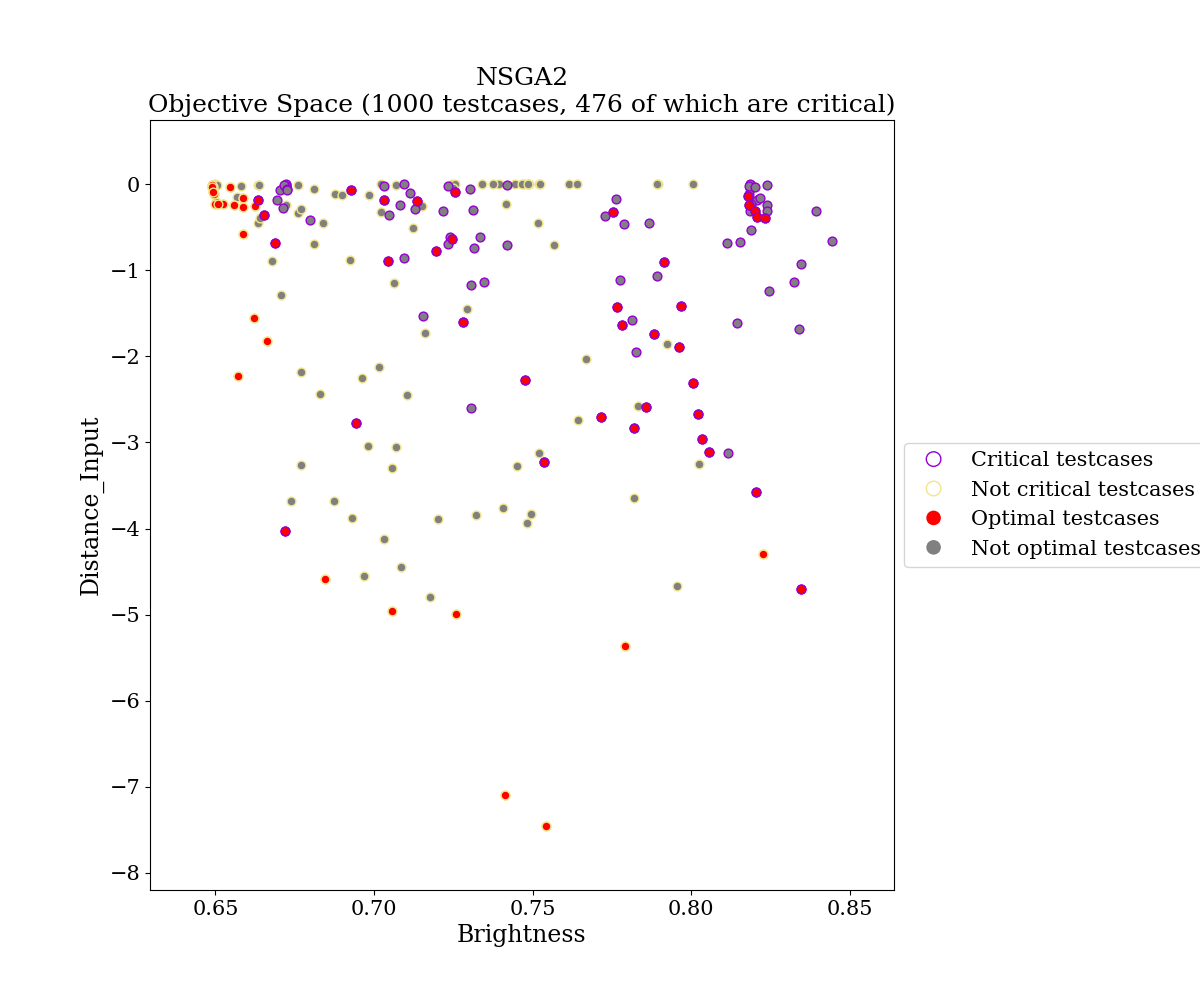 NSGA2
Objective Space (1000 testcases, 476 of which are critical)
0
−1
−2
−3
−4
−5
−6
−7
−8
Distance_Input
0.65
0.70
0.75
0.80
0.85
Brightness
Critical testcases
Not critical testcases
Optimal testcases
Not optimal testcases